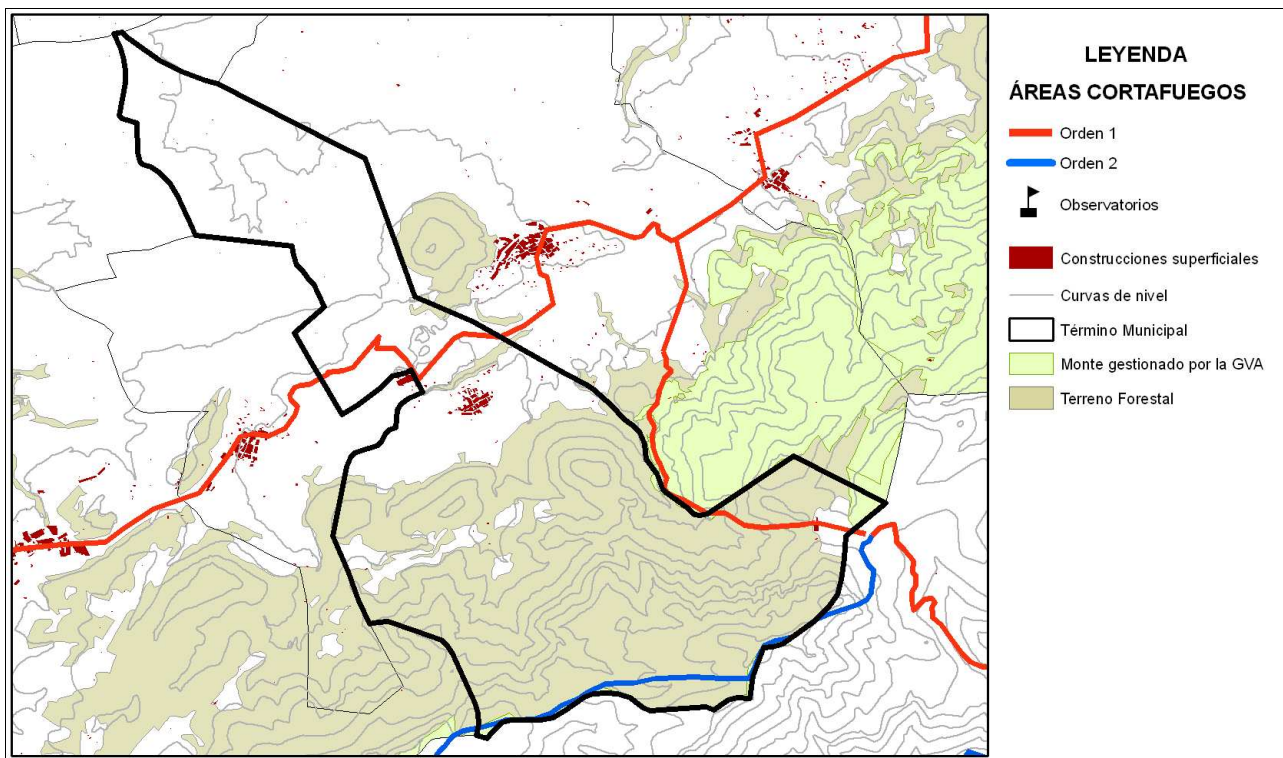 LEYENDA
ÁREAS CORTAFUEGOS
Orden 1
Orden 2
Observatorios
Construcciones superficiales
Curvas de nivel
Término Municipal
Monte gestionado por la GVA
Terreno Forestal